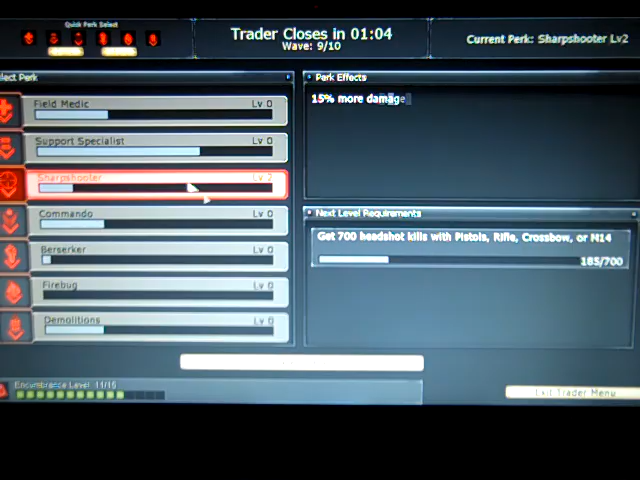 Quick Perk Select
Trader Closes in 01:04
Wave: 9/10
Current Perk: Sharpshooter Lv2
lect Perk
Perk Effects
Field Medic Lv 0
15% more damage
Support Specialist Lv 0
Sharpshooter Lv 2
Commando Lv 0
Next Level Requirements
Get 700 headshot kills with Pistols, Rifle, Crossbow, or M14
185/700
Berserker Lv 0
Firebug Lv 0
Demolitions Lv 0
Encumbrance Level 11/15
Exit Trader Menu